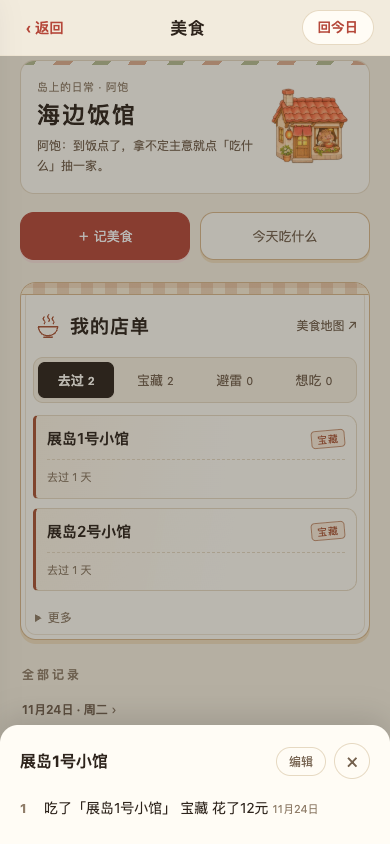 ‹ 返回
美食
回今日
岛上的日常 · 阿饱
海边饭馆
阿饱：到饭点了，拿不定主意就点「吃什
么」抽一家。
＋ 记美食
今天吃什么
我的店单
美食地图 ↗
去过 2
宝藏 2
避雷 0
想吃 0
展岛1号小馆
宝藏
去过 1 天
展岛2号小馆
宝藏
去过 1 天
▶ 更多
全部记录
11月24日 · 周二 ›
展岛1号小馆
编辑
×
1 吃了「展岛1号小馆」 宝藏 花了12元 11月24日